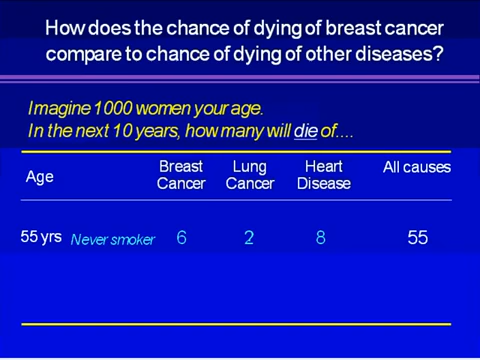 How does the chance of dying of breast cancer
compare to chance of dying of other diseases?
Imagine 1000 women your age.
In the next 10 years, how many will die of....
Age Breast Cancer Lung Cancer Heart Disease All causes
55 yrs Never smoker 6 2 8 55